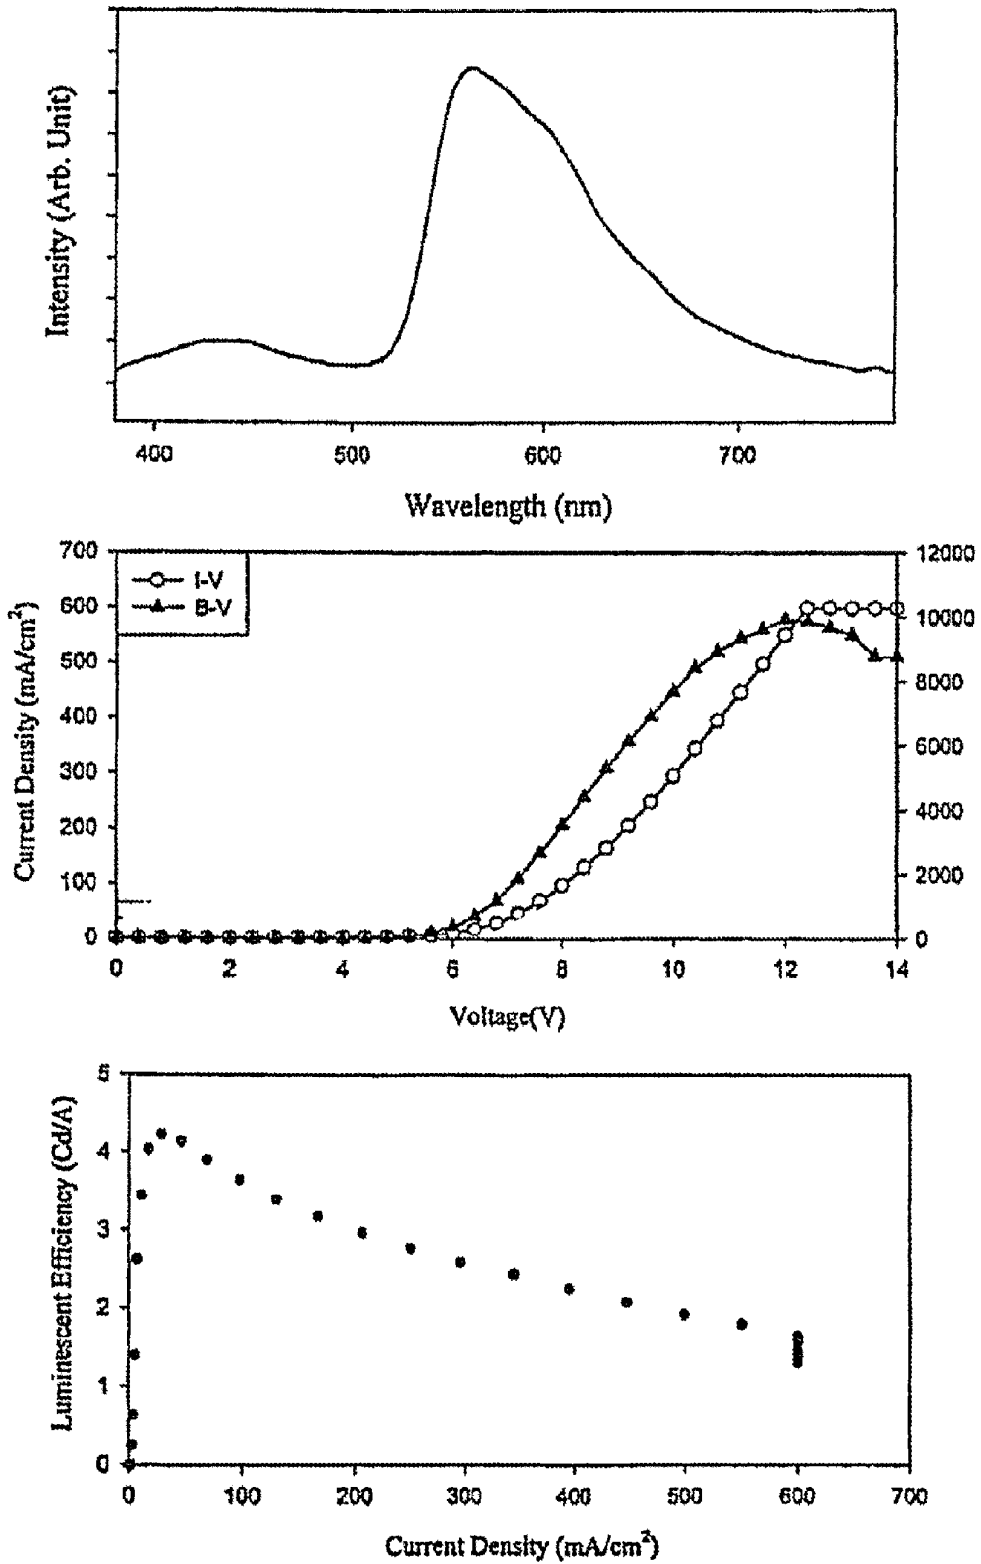 Intensity (Arb. Unit)
400 500 600 700
Wavelength (nm)
Current Density (mA/cm²)
700
600
500
400
300
200
100
0
I-V
B-V
12000
10000
8000
6000
4000
2000
0
0 2 4 6 8 10 12 14
Voltage(V)
Luminescent Efficiency (Cd/A)
5
4
3
2
1
0
0 100 200 300 400 500 600 700
Current Density (mA/cm²)